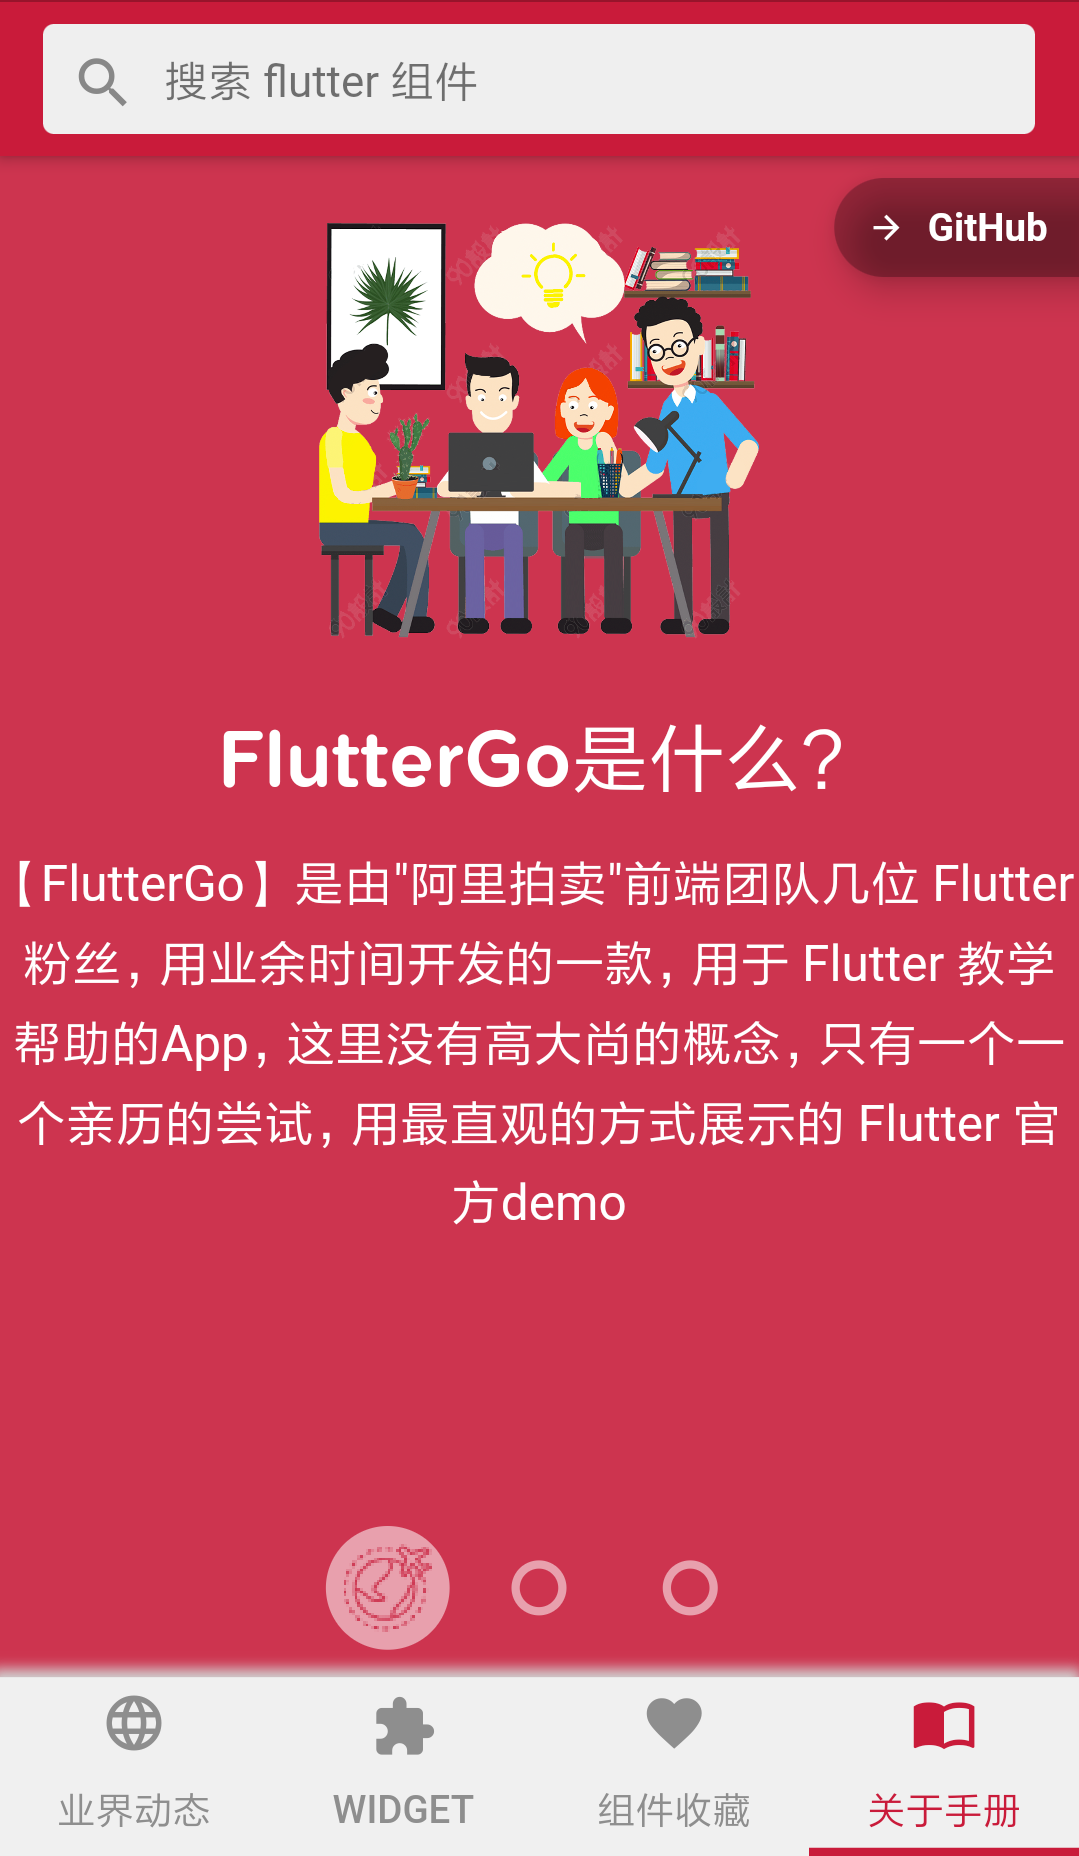 搜索 flutter 组件
GitHub
FlutterGo是什么?
【FlutterGo】是由"阿里拍卖"前端团队几位 Flutter
粉丝，用业余时间开发的一款，用于 Flutter 教学
帮助的App，这里没有高大尚的概念，只有一个一
个亲历的尝试，用最直观的方式展示的 Flutter 官
方demo
业界动态
WIDGET
组件收藏
关于手册